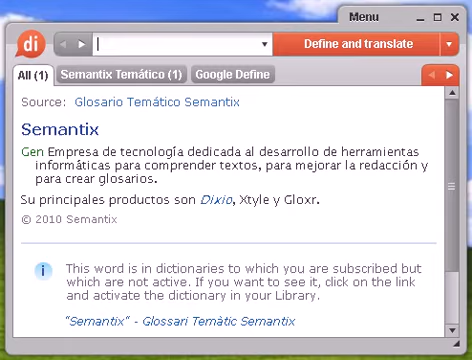 Menu
di
Define and translate
All (1) Semantix Temático (1) Google Define
Source: Glosario Temático Semantix
Semantix
Gen Empresa de tecnología dedicada al desarrollo de herramientas
informáticas para comprender textos, para mejorar la redacción y
para crear glosarios.
Su principales productos son Dixio, Xtyle y Gloxr.
© 2010 Semantix
i
This word is in dictionaries to which you are subscribed but
which are not active. If you want to see it, click on the link
and activate the dictionary in your Library.
"Semantix" - Glossari Temàtic Semantix